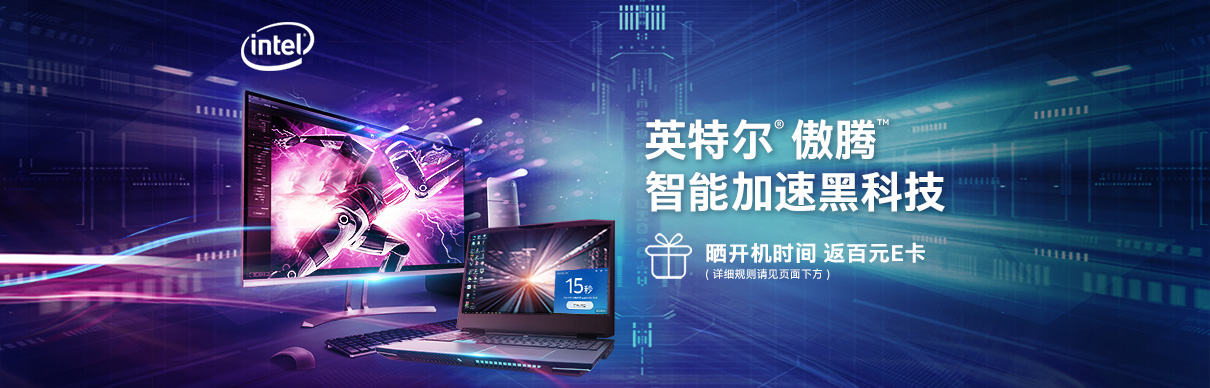 intel
英特尔® 傲腾™
智能加速黑科技
晒开机时间 返百元E卡
( 详细规则请见页面下方 )
15秒